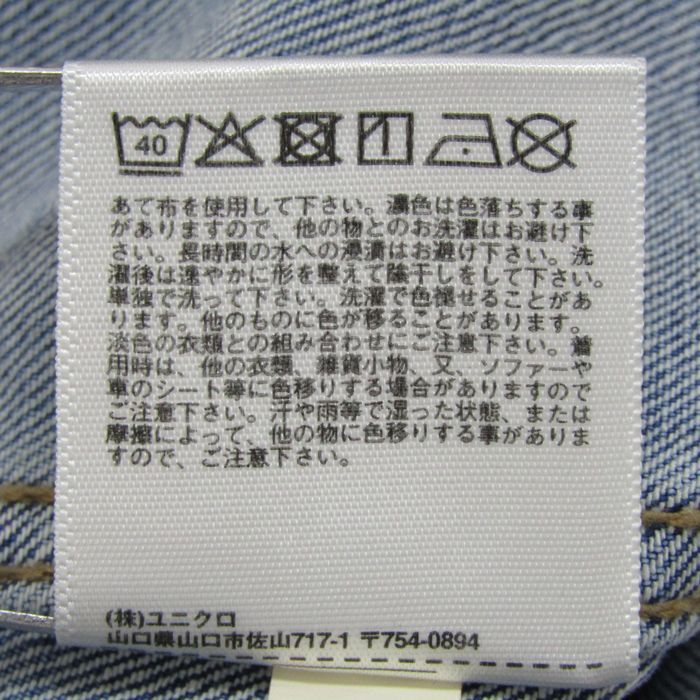 40
あて布を使用して下さい。濃色は色落ちする事
がありますので、他の物とのお洗濯はお避け下
さい。長時間の水への浸漬はお避け下さい。洗
濯後は速やかに形を整えて陰干しをして下さい。
単独で洗って下さい。洗濯で色褪せることがあ
ります。他のものに色が移ることがあります。
淡色の衣類との組み合わせにご注意下さい。着
用時は、他の衣類、雑貨小物、又、ソファーや
車のシート等に色移りする場合がありますので
ご注意下さい。汗や雨等で湿った状態、または
摩擦によって、他の物に色移りする事がありま
すので、ご注意下さい。
(株)ユニクロ
山口県山口市佐山717-1 〒754-0894